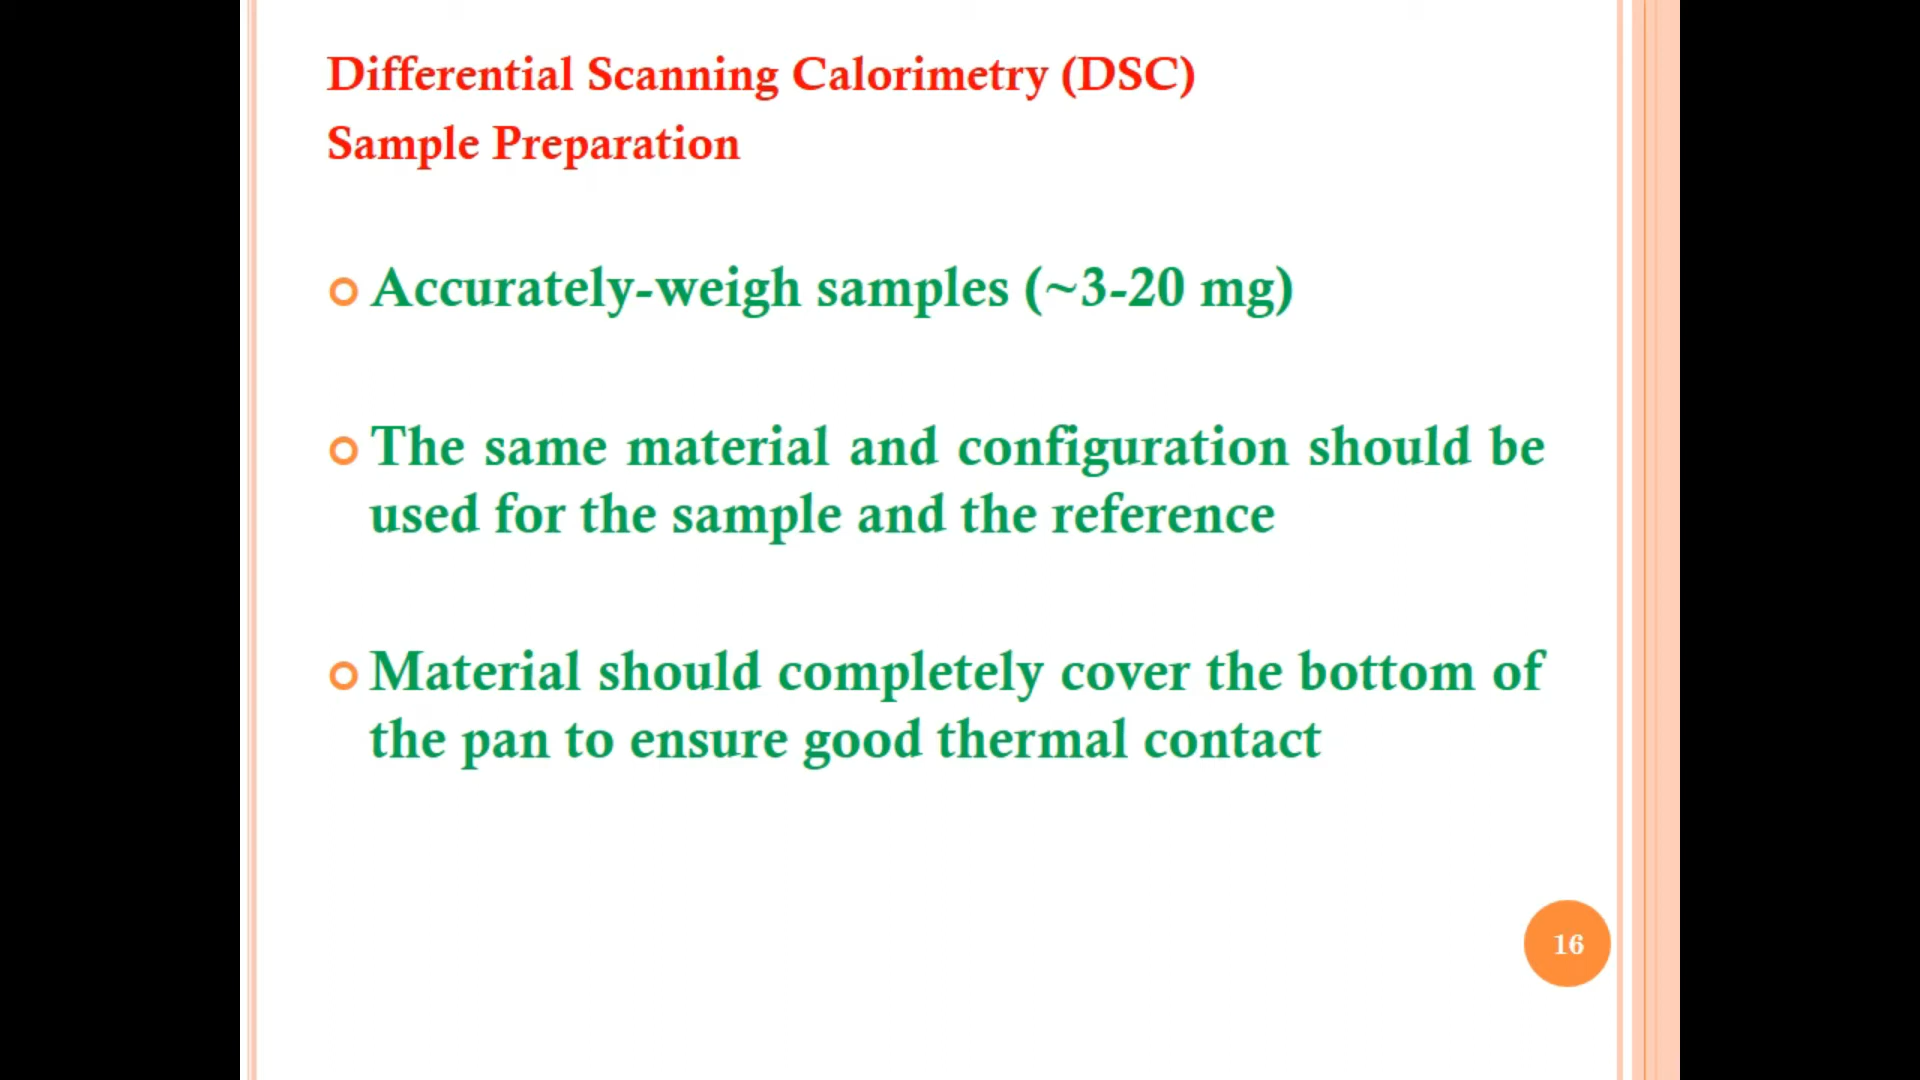 Differential Scanning Calorimetry (DSC)
Sample Preparation
Accurately-weigh samples (~3-20 mg)
The same material and configuration should be
used for the sample and the reference
Material should completely cover the bottom of
the pan to ensure good thermal contact
16